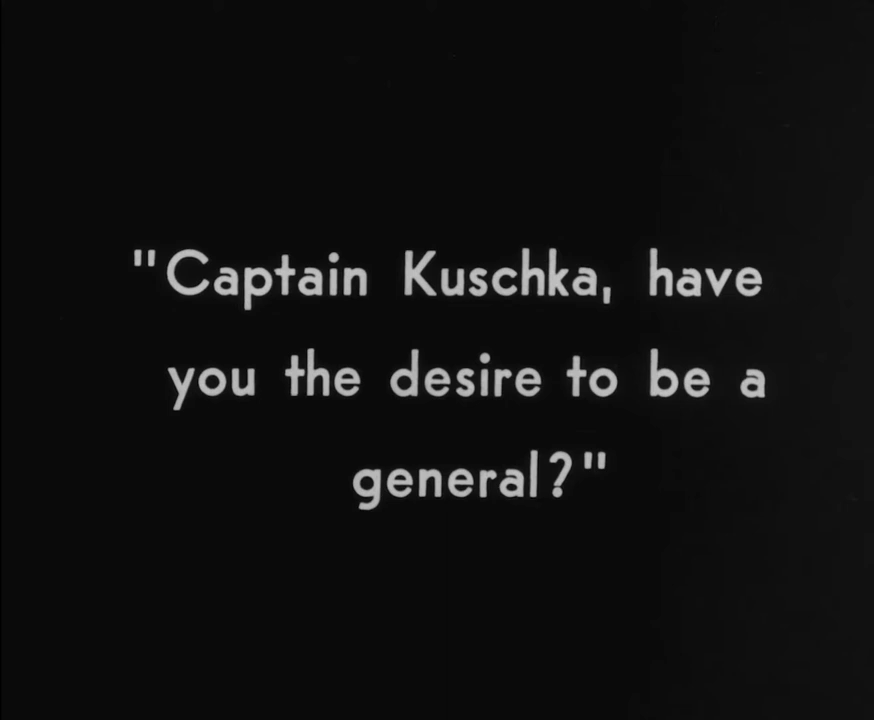 "Captain Kuschka, have
you the desire to be a
general?"